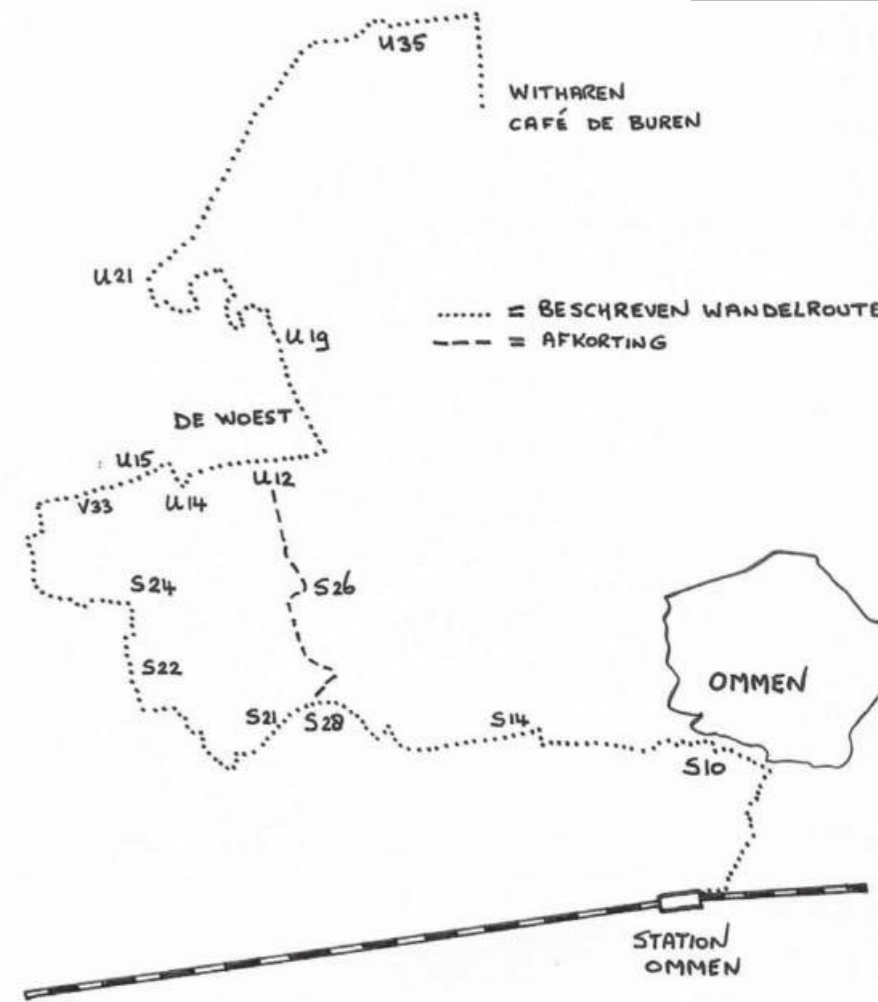 U35
WITHAREN
CAFÉ DE BUREN
U21
...... = BESCHREVEN WANDELROUTE
--- = AFKORTING
U19
DE WOEST
U15
U12
V33
U14
S24
S26
S22
OMMEN
S21
S28
S14
S10
STATION
OMMEN